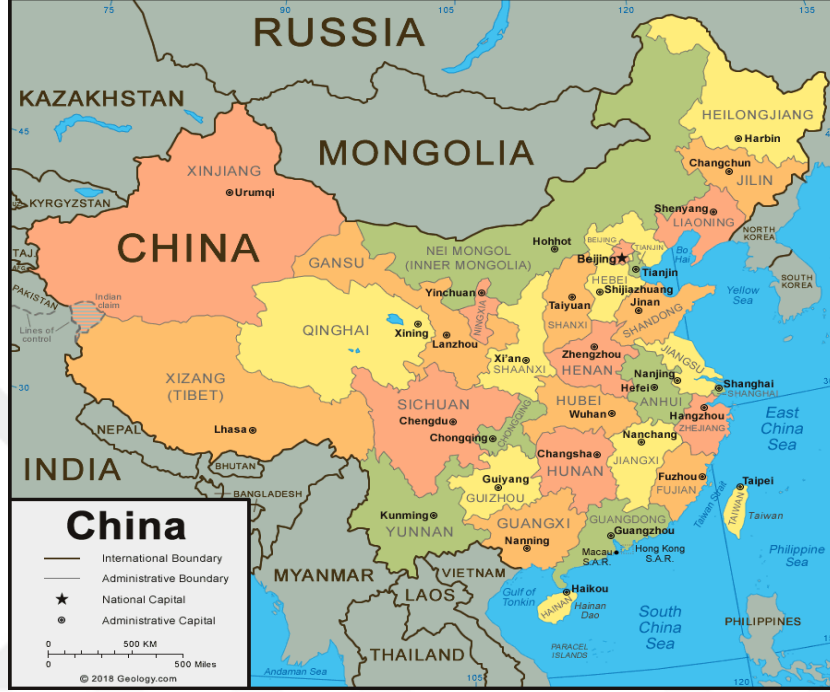 75
90
105
120
135
RUSSIA
KAZAKHSTAN
MONGOLIA
HEILONGJIANG
Harbin
45
Changchun
JILIN
XINJIANG
Urumqi
KYRGYZSTAN
Shenyang
LIAONING
NORTH
KOREA
CHINA
TAJ.
AFG.
GANSU
NEI MONGOL
(INNER MONGOLIA)
Hohhot
BEIJING
TIANJIN
Beijing
Bo
Hai
Tianjin
SOUTH
KOREA
PAKISTAN
Indian
claim
Yinchuan
NINGXIA
HEBEI
Shijiazhuang
Taiyuan
Jinan
Yellow
Sea
Lines of
control
QINGHAI
Xining
Lanzhou
SHANXI
SHANDONG
Zhengzhou
Xi'an
SHAANXI
HENAN
JIANGSU
30
XIZANG
(TIBET)
Nanjing
Hefei
Shanghai
SHANGHAI
ANHUI
SICHUAN
Chengdu
HUBEI
Wuhan
Hangzhou
ZHEJIANG
East
China
Sea
NEPAL
Lhasa
Chongqing
CHONGQING
Nanchang
Changsha
HUNAN
JIANGXI
INDIA
BHUTAN
BANGLADESH
Guiyang
GUIZHOU
Fuzhou
FUJIAN
Taiwan Strait
Taipei
TAIWAN
Taiwan
Kunming
YUNNAN
GUANGXI
Nanning
GUANGDONG
Guangzhou
Macau
S.A.R.
Hong Kong
S.A.R.
Philippine
Sea
China
International Boundary
Administrative Boundary
National Capital
Administrative Capital
0
500 KM
0
500 Miles
© 2018 Geology.com
MYANMAR
VIETNAM
LAOS
THAILAND
Gulf of
Tonkin
Haikou
HAINAN
Hainan
Dao
South
China
Sea
PARACEL
ISLANDS
PHILIPPINES
Andaman Sea
105
120